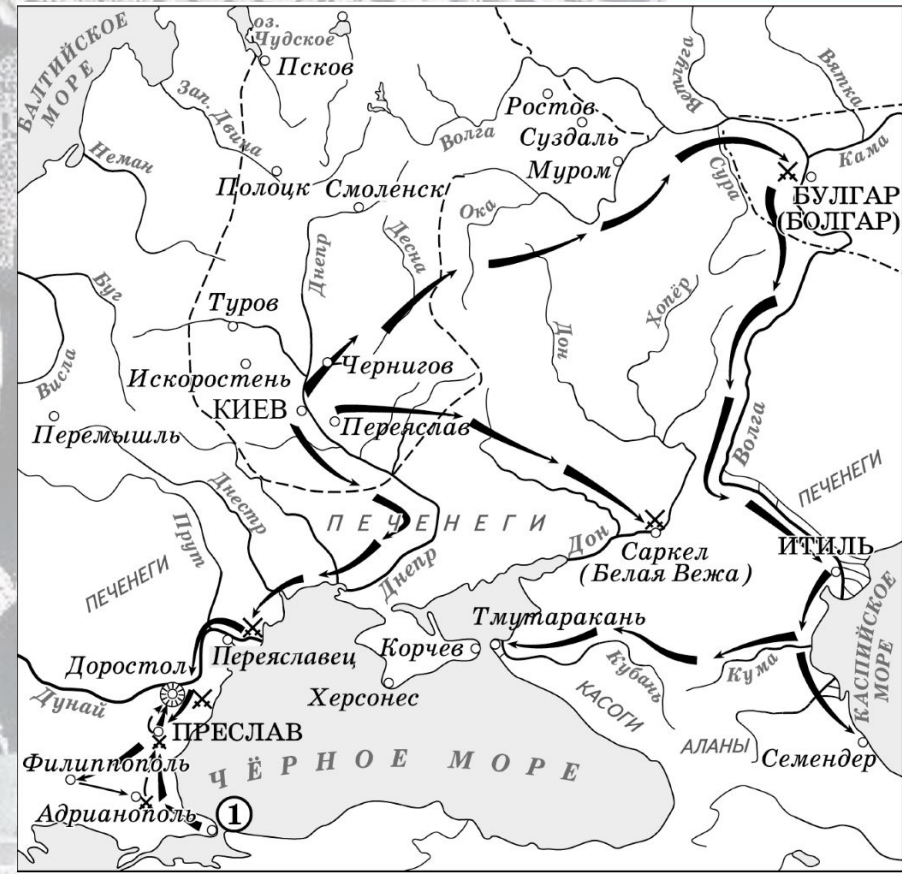 БАЛТИЙСКОЕ
МОРЕ
оз.
Чудское
Псков
Зап. Двина
Неман
Полоцк
Смоленск
Волга
Ростов
Суздаль
Муром
Ветлуга
Вятка
Кама
Сура
БУЛГАР
(БОЛГАР)
Ока
Десна
Днепр
Буг
Туров
Дон
Хопёр
Висла
Искоростень
Чернигов
КИЕВ
Переяслав
Перемышль
Волга
Днестр
Прут
ПЕЧЕНЕГИ
ПЕЧЕНЕГИ
ПЕЧЕНЕГИ
Днепр
Дон
Саркел
(Белая Вежа)
ИТИЛЬ
КАСПИЙСКОЕ
МОРЕ
Тмутаракань
Корчев
Херсонес
Переяславец
Доростол
Дунай
ПРЕСЛАВ
Кубань
Кума
КАСОГИ
АЛАНЫ
Семендер
Филиппополь
ЧЁРНОЕ МОРЕ
Адрианополь
1